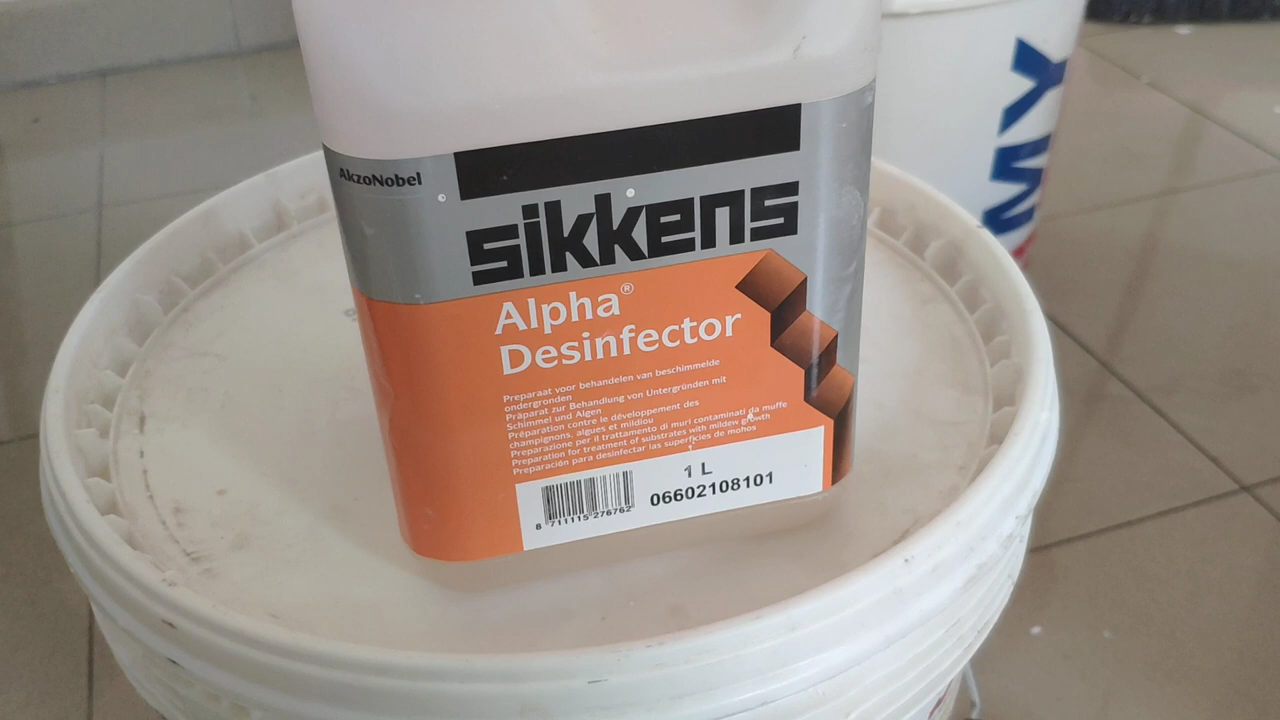 AkzoNobel
sikkens
Alpha®
Desinfector
Preparaat voor behandelen van beschimmelde
ondergronden
Präparat zur Behandlung von Untergründen mit
Schimmel und Algen
Préparation contre le développement des
champignons, algues et mildiou
Preparazione per il trattamento di muri contaminati da muffe
Preparation for treatment of substrates with mildew growth
Preparación para desinfectar las superficies de mohos
1 L
06602108101
8 711115 276762
MY